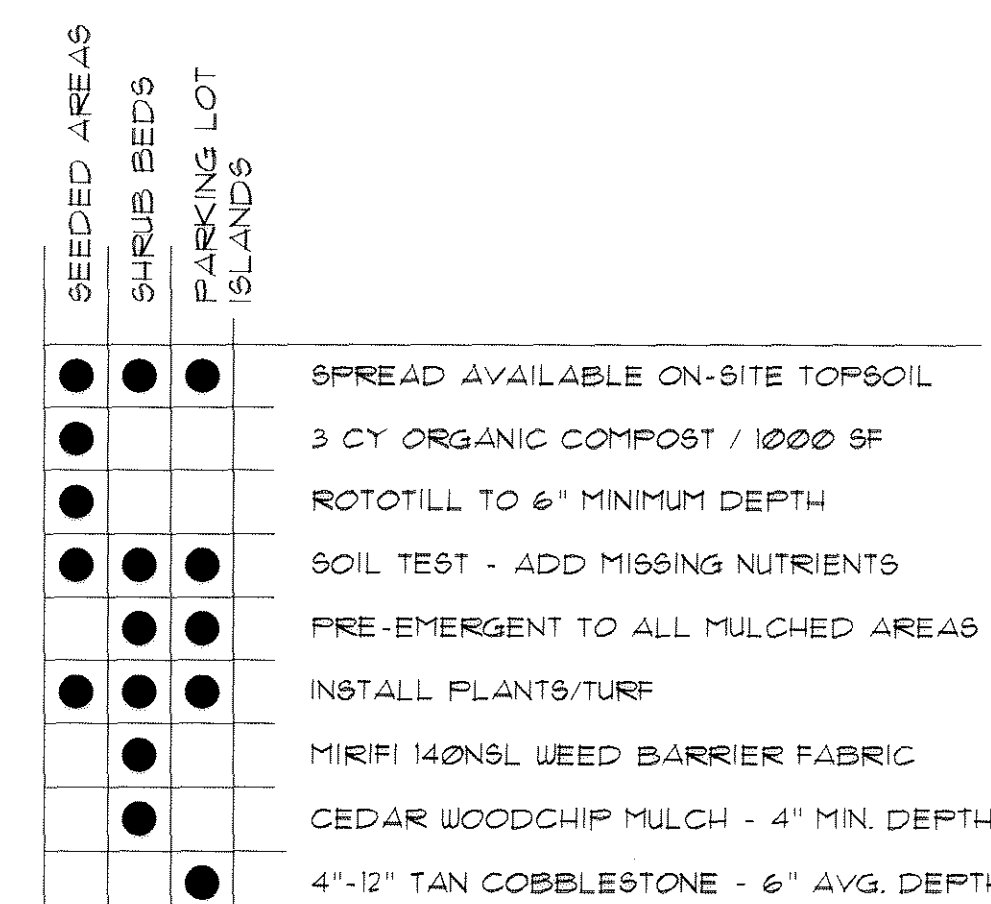 SEEDED AREAS
SHRUB BEDS
PARKING LOT
ISLANDS
SPREAD AVAILABLE ON-SITE TOPSOIL
3 CY ORGANIC COMPOST / 1000 SF
ROTOTILL TO 6" MINIMUM DEPTH
SOIL TEST - ADD MISSING NUTRIENTS
PRE-EMERGENT TO ALL MULCHED AREAS
INSTALL PLANTS/TURF
MIRIFI 140NSL WEED BARRIER FABRIC
CEDAR WOODCHIP MULCH - 4" MIN. DEPTH
4"-12" TAN COBBLESTONE - 6" AVG. DEPTH